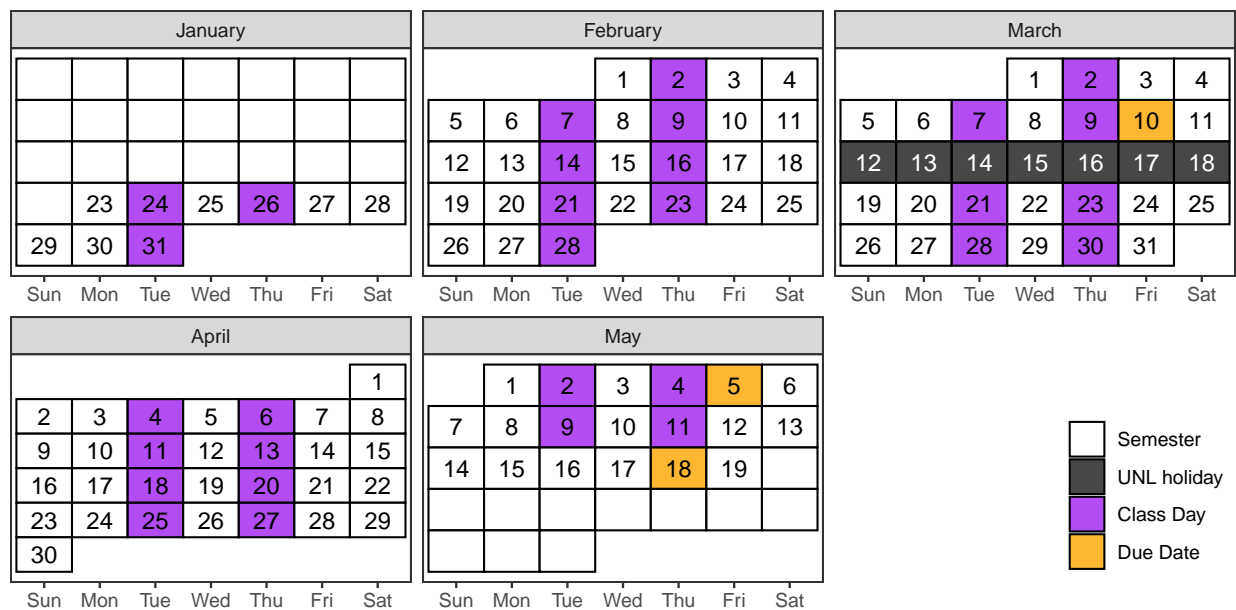 January
23 24 25 26 27 28
29 30 31
Sun Mon Tue Wed Thu Fri Sat
February
1 2 3 4
5 6 7 8 9 10 11
12 13 14 15 16 17 18
19 20 21 22 23 24 25
26 27 28
Sun Mon Tue Wed Thu Fri Sat
March
1 2 3 4
5 6 7 8 9 10 11
12 13 14 15 16 17 18
19 20 21 22 23 24 25
26 27 28 29 30 31
Sun Mon Tue Wed Thu Fri Sat
April
1
2 3 4 5 6 7 8
9 10 11 12 13 14 15
16 17 18 19 20 21 22
23 24 25 26 27 28 29
30
Sun Mon Tue Wed Thu Fri Sat
May
1 2 3 4 5 6
7 8 9 10 11 12 13
14 15 16 17 18 19
Sun Mon Tue Wed Thu Fri Sat
Semester
UNL holiday
Class Day
Due Date